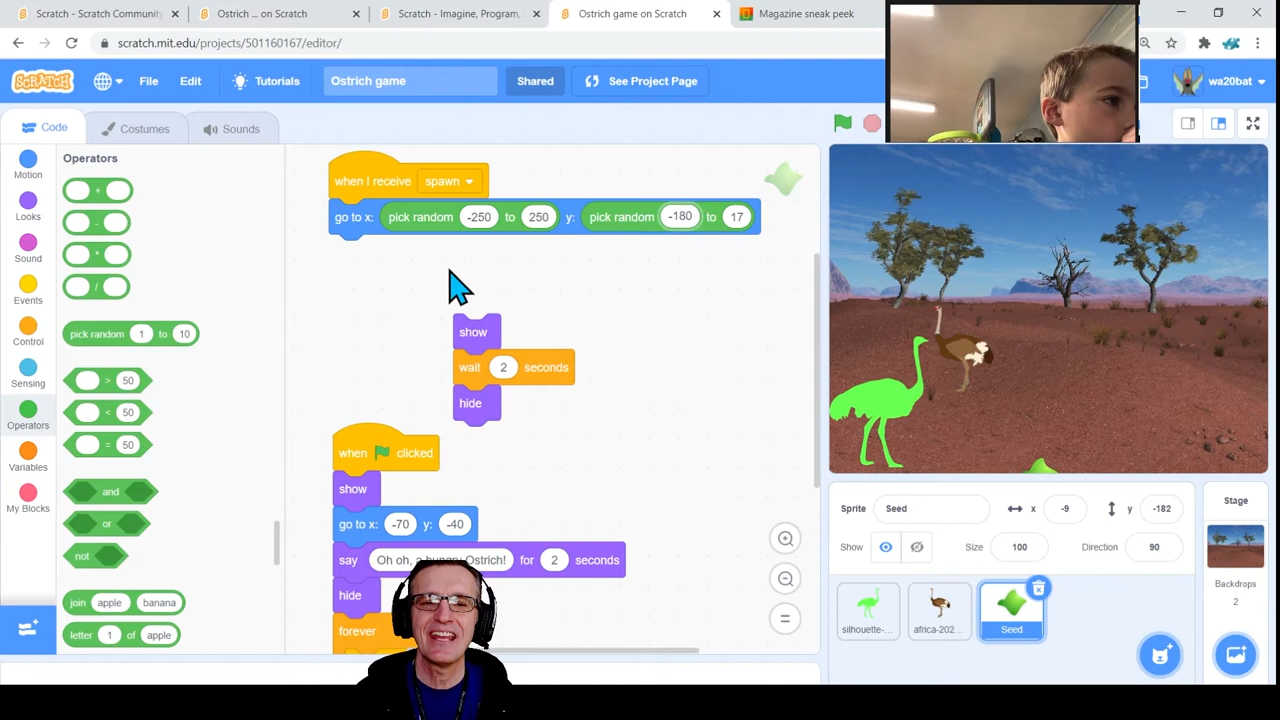 Scratch - Scratch Community
Ostrich ... on Scratch
Scratch - Imagine, Program,
Ostrich game on Scratch
Magazine sneak peek
scratch.mit.edu/projects/501160167/editor/
SCRATCH
File
Edit
Tutorials
Ostrich game
Shared
See Project Page
wa20bat
Code
Costumes
Sounds
Motion
Looks
Sound
Events
Control
Sensing
Operators
Variables
My Blocks
Operators
+
-
*
/
pick random 1 to 10
> 50
< 50
= 50
and
or
not
join apple banana
letter 1 of apple
when I receive spawn
go to x: pick random -250 to 250 y: pick random -180 to 17
show
wait 2 seconds
hide
when clicked
show
go to x: -70 y: -40
say Oh oh, a hungry Ostrich! for 2 seconds
hide
forever
Sprite Seed x -9 y -182
Show Size 100 Direction 90
silhouette-...
africa-202...
Seed
Stage
Backdrops
2